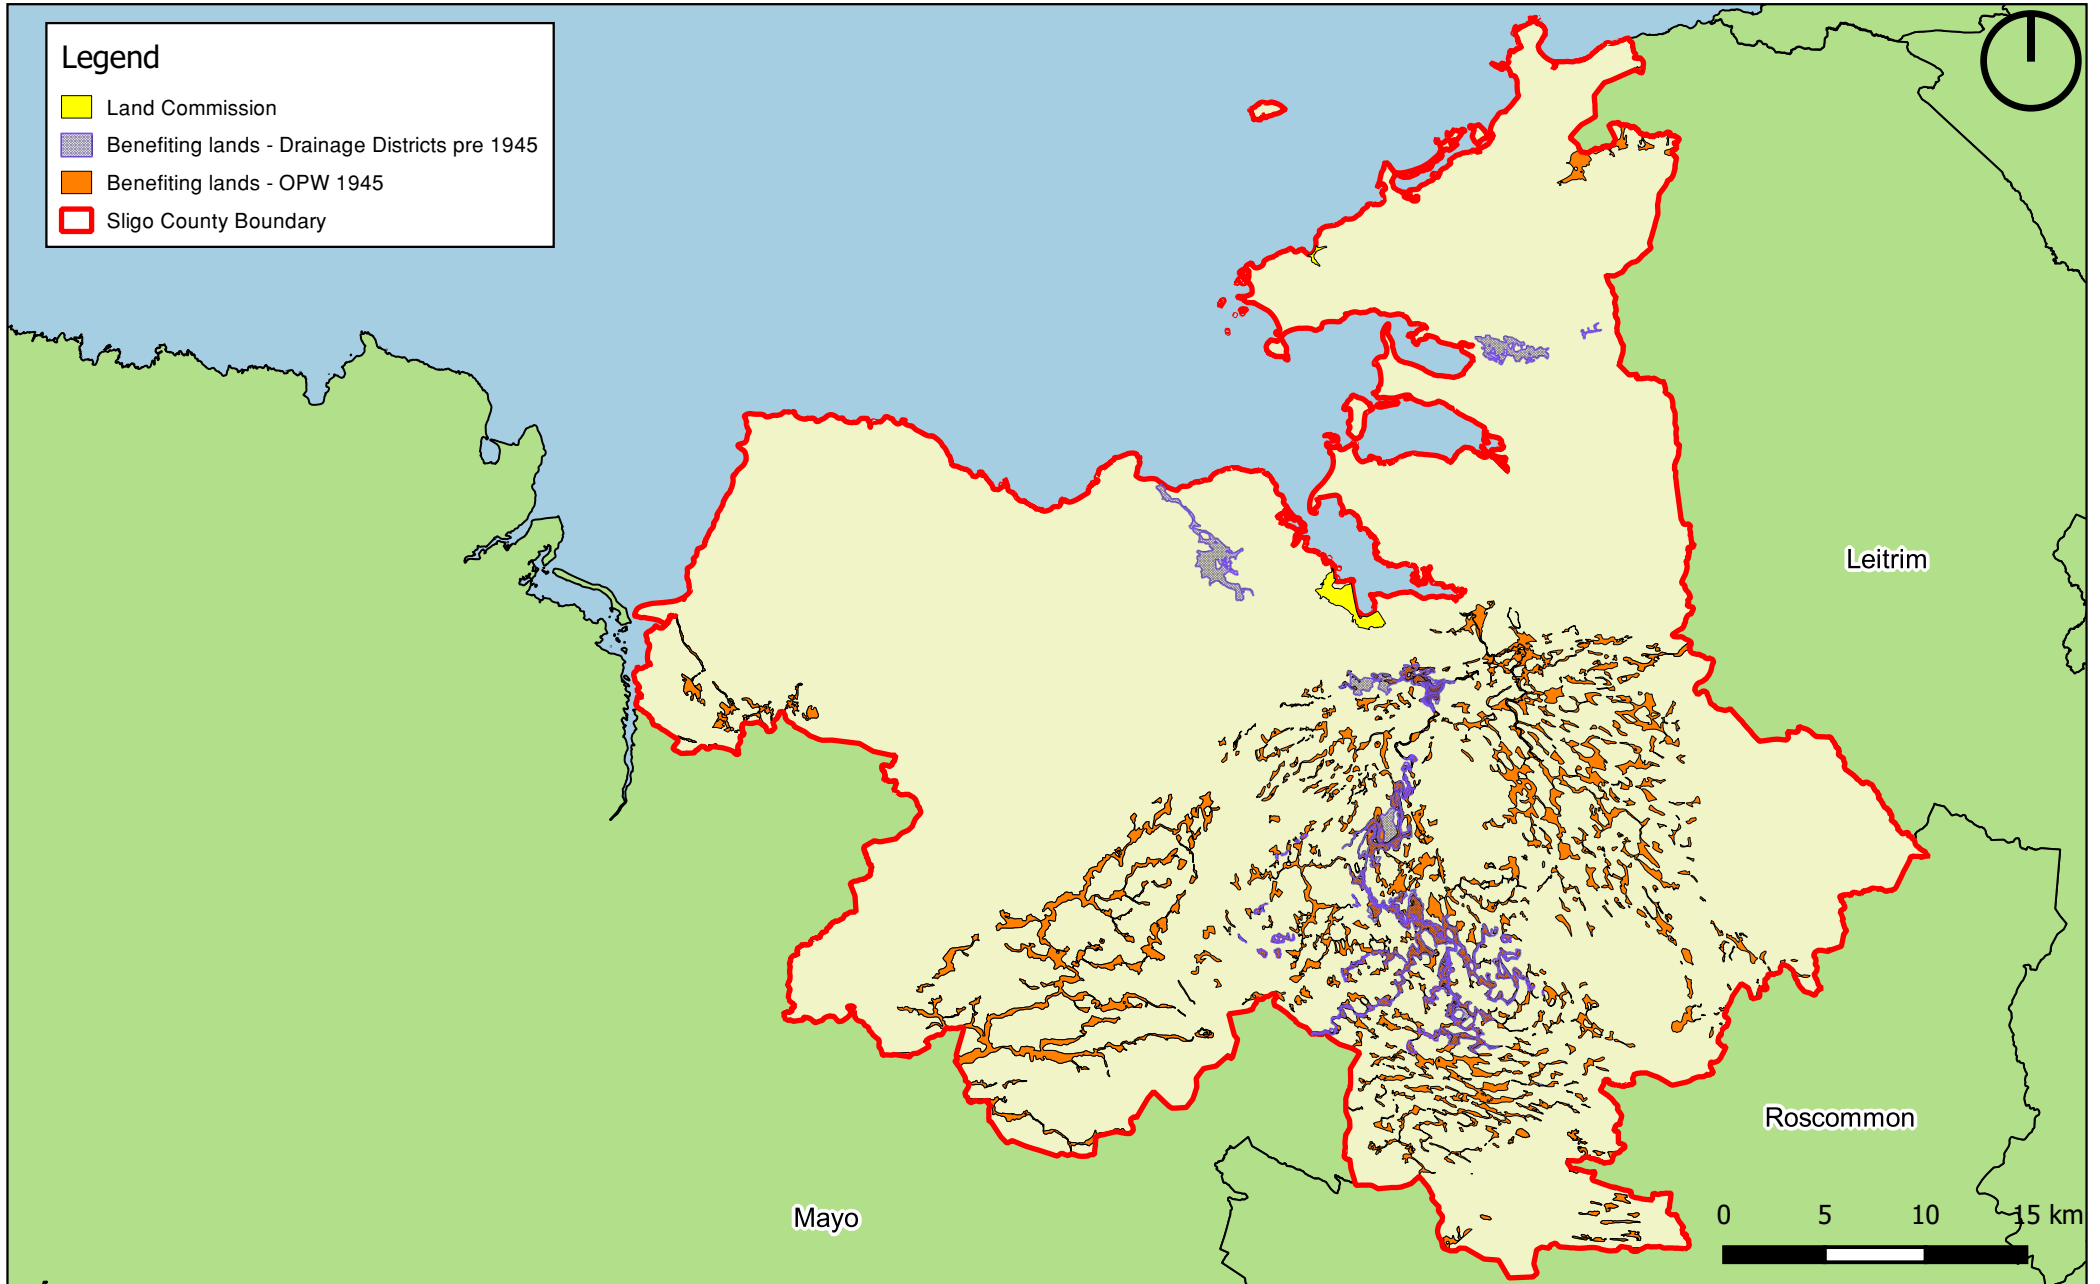 Legend
Land Commission
Benefiting lands - Drainage Districts pre 1945
Benefiting lands - OPW 1945
Sligo County Boundary
Leitrim
Roscommon
Mayo
0 5 10 15 km